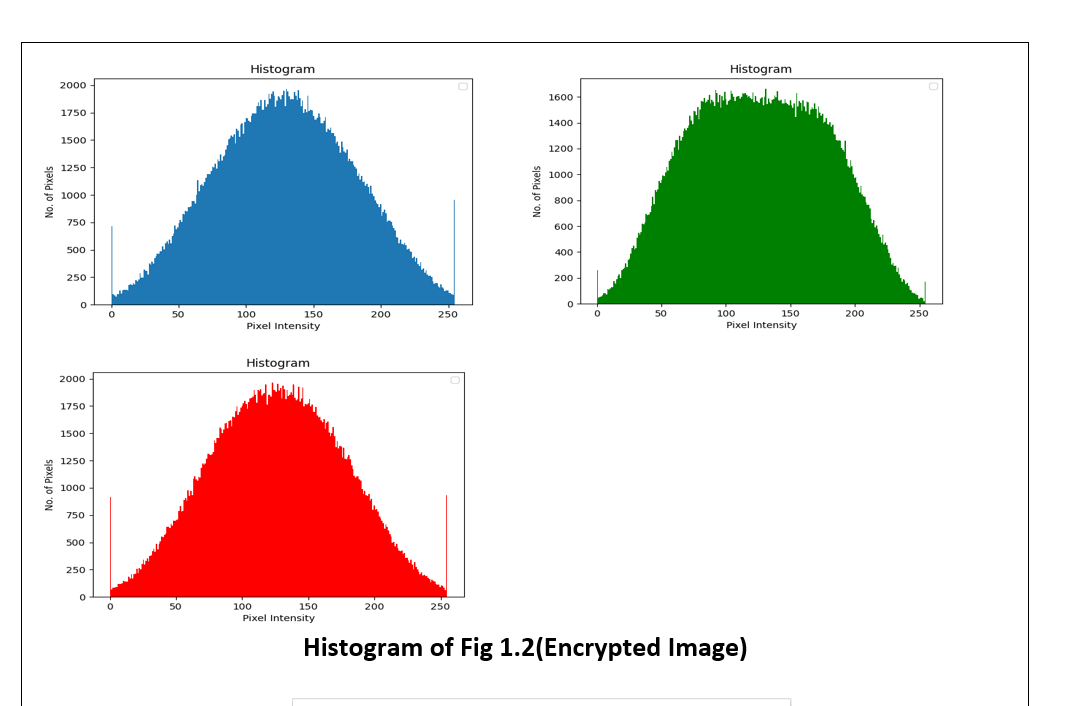 Histogram
2000
1750
1500
1250
1000
750
500
250
0
No. of Pixels
0 50 100 150 200 250
Pixel Intensity
Histogram
1600
1400
1200
1000
800
600
400
200
0
No. of Pixels
0 50 100 150 200 250
Pixel Intensity
Histogram
2000
1750
1500
1250
1000
750
500
250
0
No. of Pixels
0 50 100 150 200 250
Pixel Intensity
Histogram of Fig 1.2(Encrypted Image)